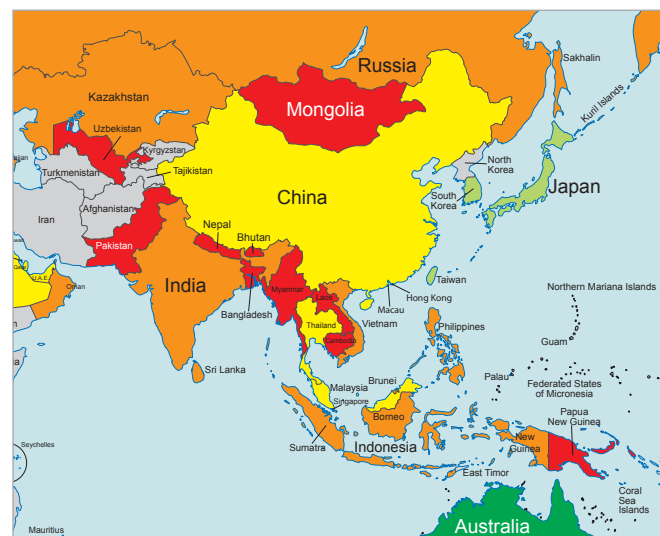 Russia
Sakhalin
Kazakhstan
Mongolia
Kuril Islands
Uzbekistan
Kyrgyzstan
North
Korea
Turkmenistan
Tajikistan
Japan
China
South
Korea
Iran
Afghanistan
Nepal
Bhutan
Pakistan
U.A.E.
Oman
India
Taiwan
Myanmar
Laos
Hong Kong
Macau
Northern Mariana Islands
Bangladesh
Vietnam
Thailand
Philippines
Cambodia
Guam
Sri Lanka
Brunei
Palau
Federated States
of Micronesia
Malaysia
Singapore
Borneo
Papua
New Guinea
New
Guinea
Seychelles
Sumatra
Indonesia
East Timor
Coral
Sea
Islands
Mauritius
Australia